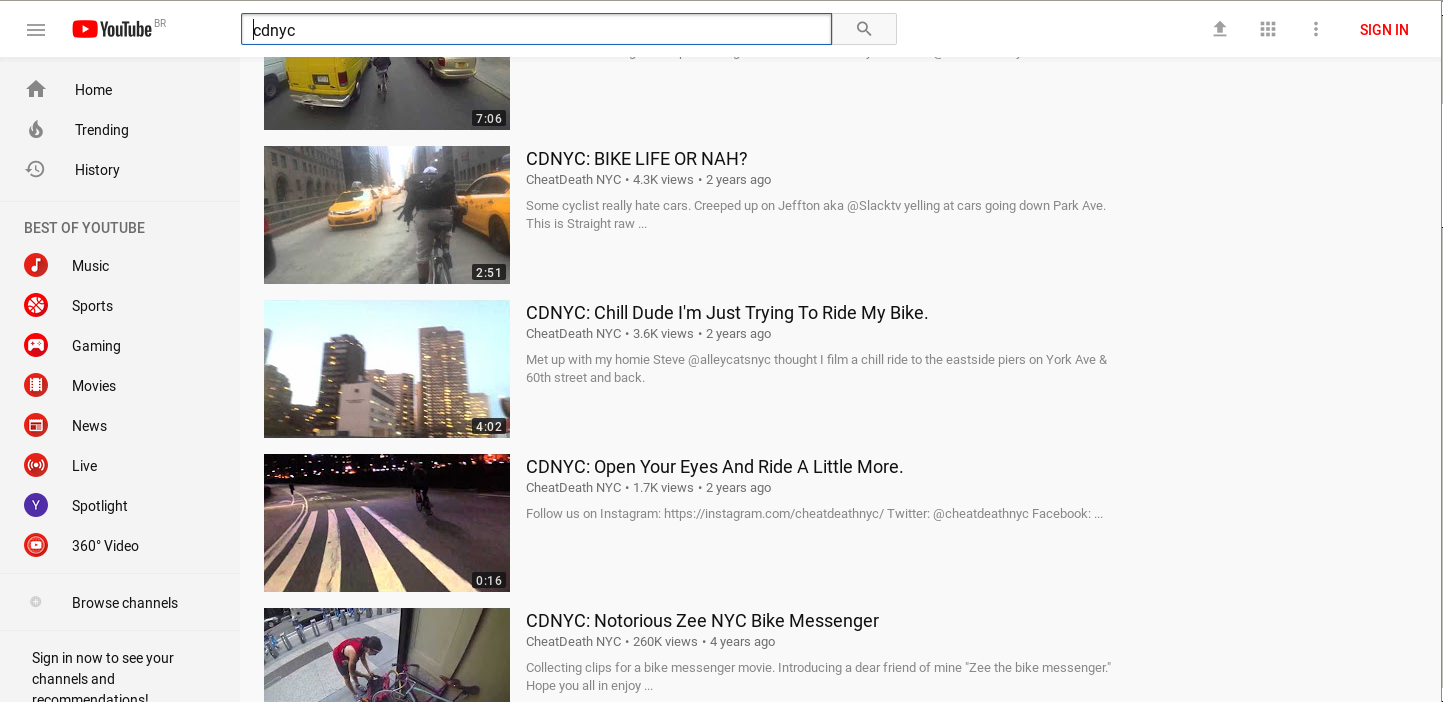 YouTube BR
cdnyc
SIGN IN
Home
Trending
History
BEST OF YOUTUBE
Music
Sports
Gaming
Movies
News
Live
Y
Spotlight
360° Video
Browse channels
Sign in now to see your
channels and
recommendations!
7:06
2:51
CDNYC: BIKE LIFE OR NAH?
CheatDeath NYC • 4.3K views • 2 years ago
Some cyclist really hate cars. Creeped up on Jeffton aka @Slacktv yelling at cars going down Park Ave.
This is Straight raw ...
4:02
CDNYC: Chill Dude I'm Just Trying To Ride My Bike.
CheatDeath NYC • 3.6K views • 2 years ago
Met up with my homie Steve @alleycatsnyc thought I film a chill ride to the eastside piers on York Ave &
60th street and back.
0:16
CDNYC: Open Your Eyes And Ride A Little More.
CheatDeath NYC • 1.7K views • 2 years ago
Follow us on Instagram: https://instagram.com/cheatdeathnyc/ Twitter: @cheatdeathnyc Facebook: ...
CDNYC: Notorious Zee NYC Bike Messenger
CheatDeath NYC • 260K views • 4 years ago
Collecting clips for a bike messenger movie. Introducing a dear friend of mine "Zee the bike messenger."
Hope you all in enjoy ...